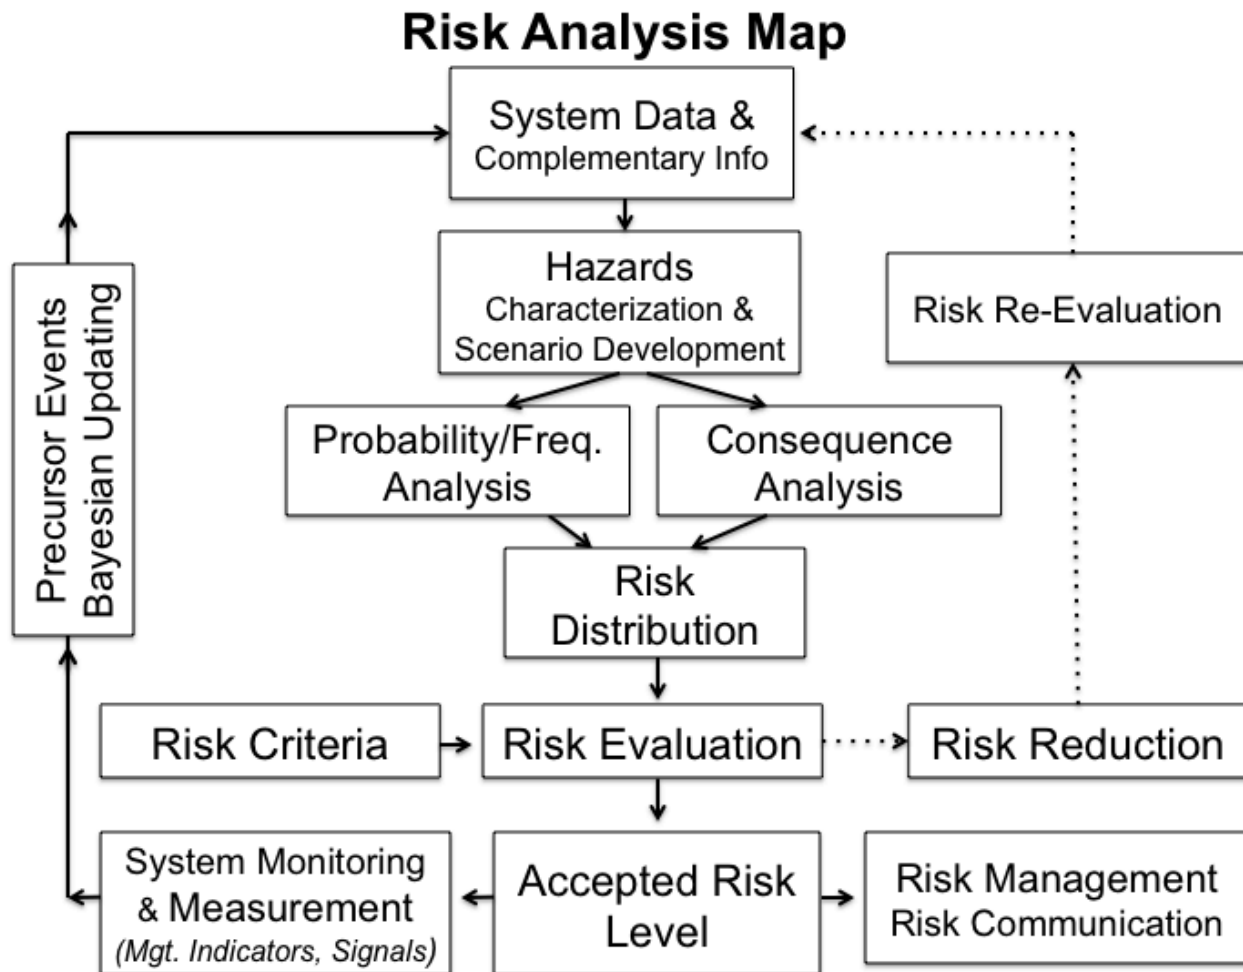 Risk Analysis Map
System Data &
Complementary Info
Hazards
Characterization &
Scenario Development
Risk Re-Evaluation
Precursor Events
Bayesian Updating
Probability/Freq.
Analysis
Consequence
Analysis
Risk
Distribution
Risk Criteria
Risk Evaluation
Risk Reduction
System Monitoring
& Measurement
(Mgt. Indicators, Signals)
Accepted Risk
Level
Risk Management
Risk Communication